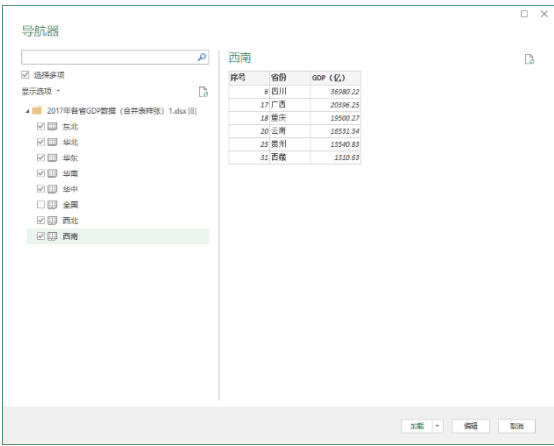 导航器
西南
选择多项
显示选项
2017年各省GDP数据（合并表样张）1.xlsx [8]
东北
华北
华东
华南
华中
全国
西北
西南
序号 省份 GDP（亿）
6 四川 36980.22
17 广西 20396.25
18 重庆 19500.27
20 云南 16531.34
25 贵州 13540.83
31 西藏 1310.63
加载 编辑 取消